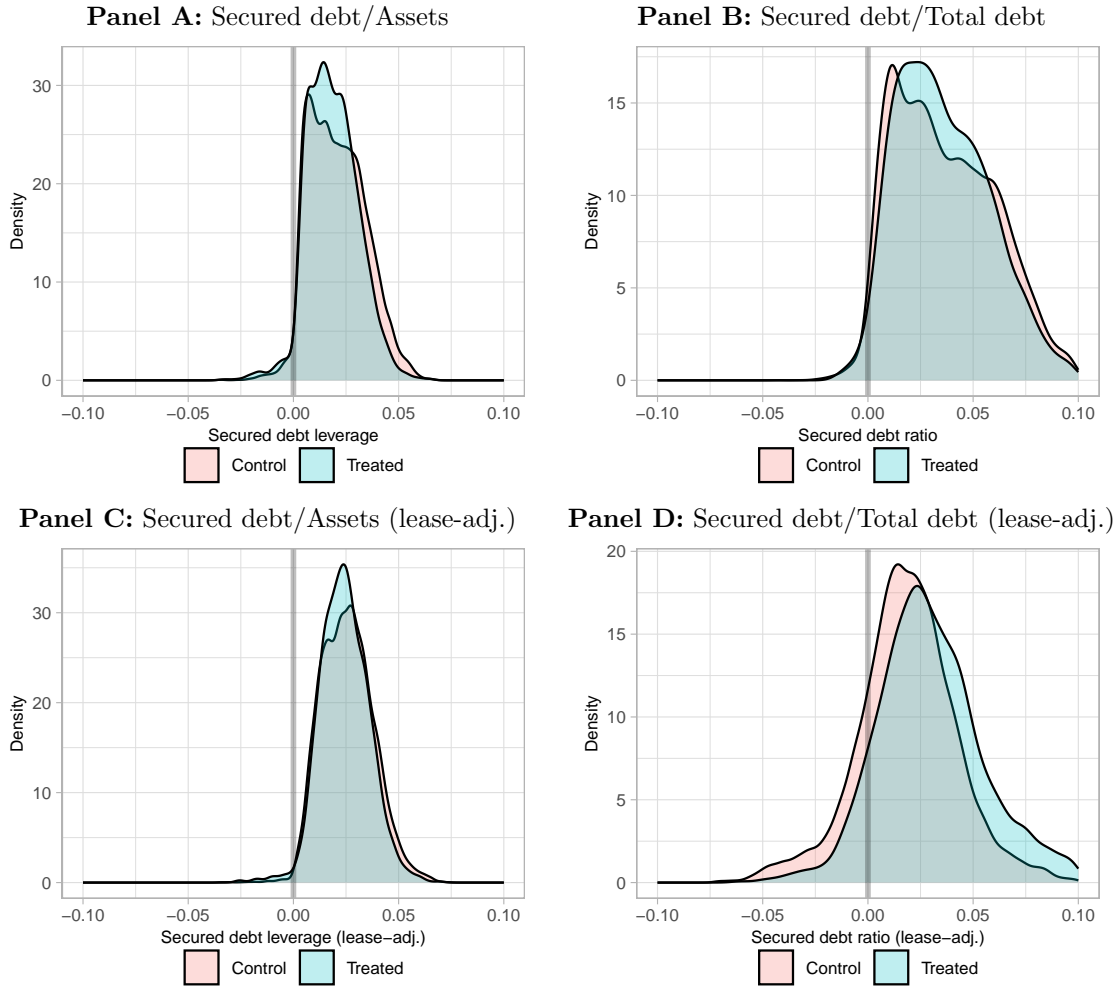 Panel A: Secured debt/Assets
Density
30
20
10
0
−0.10 −0.05 0.00 0.05 0.10
Secured debt leverage
Control Treated
Panel B: Secured debt/Total debt
Density
15
10
5
0
−0.10 −0.05 0.00 0.05 0.10
Secured debt ratio
Control Treated
Panel C: Secured debt/Assets (lease-adj.)
Density
30
20
10
0
−0.10 −0.05 0.00 0.05 0.10
Secured debt leverage (lease−adj.)
Control Treated
Panel D: Secured debt/Total debt (lease-adj.)
Density
20
15
10
5
0
−0.10 −0.05 0.00 0.05 0.10
Secured debt ratio (lease−adj.)
Control Treated